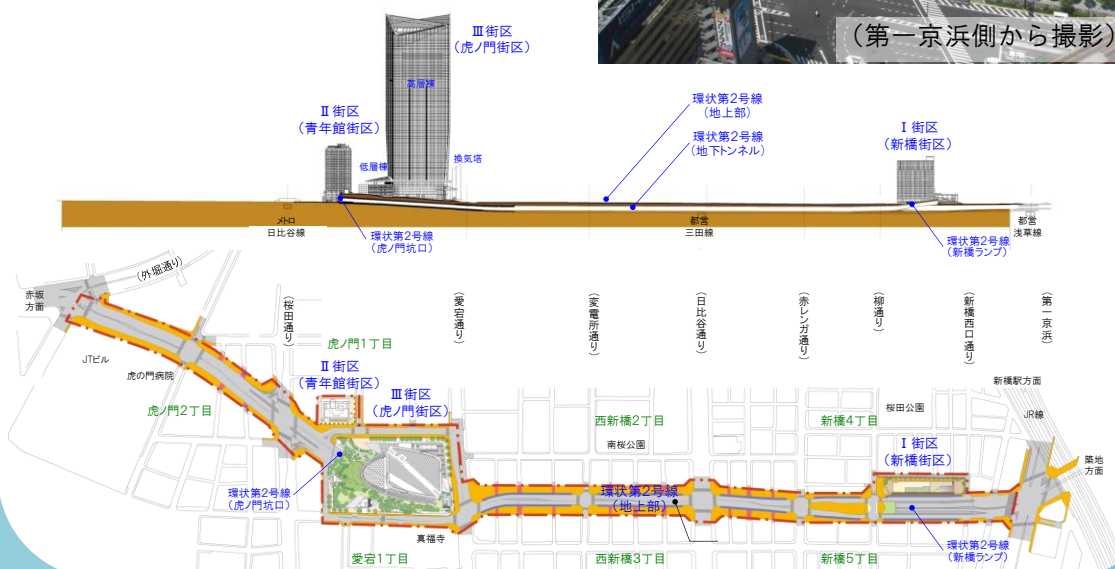 (第一京浜側から撮影)
Ⅲ街区
(虎ノ門街区)
高層棟
Ⅱ街区
(青年館街区)
低層棟
換気塔
環状第2号線
(地上部)
環状第2号線
(地下トンネル)
Ⅰ街区
(新橋街区)
メトロ
日比谷線
環状第2号線
(虎ノ門坑口)
都営
三田線
環状第2号線
(新橋ランプ)
都営
浅草線
赤坂
方面
(外堀通り)
(桜田通り)
(愛宕通り)
(変電所通り)
(日比谷通り)
(赤レンガ通り)
(柳通り)
(新橋西口通り)
(第一京浜)
JTビル
虎の門病院
虎ノ門1丁目
虎ノ門2丁目
Ⅱ街区
(青年館街区)
Ⅲ街区
(虎ノ門街区)
西新橋2丁目
南桜公園
新橋4丁目
桜田公園
新橋駅方面
JR線
Ⅰ街区
(新橋街区)
築地
方面
環状第2号線
(虎ノ門坑口)
環状第2号線
(地上部)
真福寺
愛宕1丁目
西新橋3丁目
新橋5丁目
環状第2号線
(新橋ランプ)